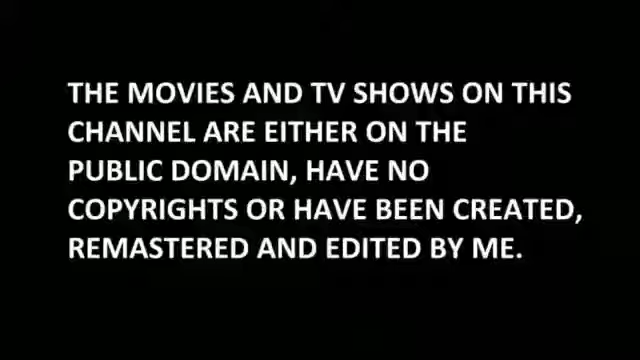 THE MOVIES AND TV SHOWS ON THIS
CHANNEL ARE EITHER ON THE
PUBLIC DOMAIN, HAVE NO
COPYRIGHTS OR HAVE BEEN CREATED,
REMASTERED AND EDITED BY ME.